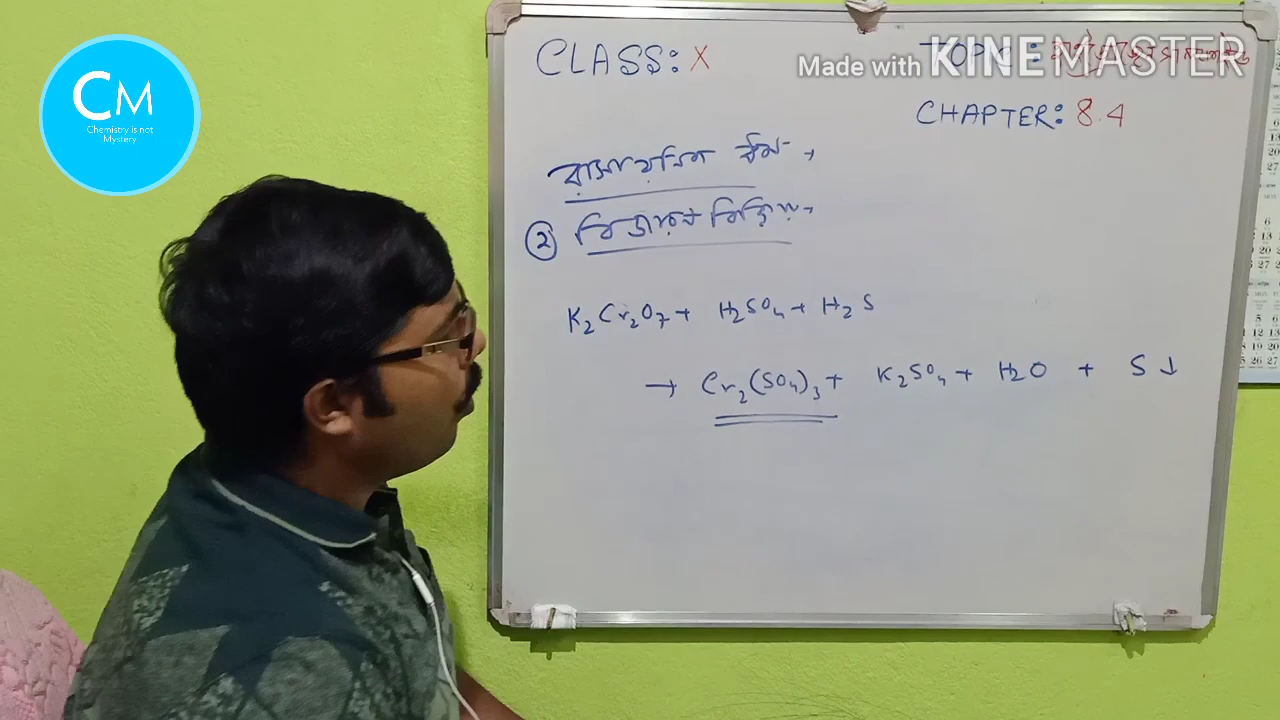 CM
Chemistry is not
Mystery
CLASS: X
TOPIC:
Made with KINEMASTER
CHAPTER: 8.4
রাসায়নিক ধর্ম →
② বিজারণ বিক্রিয়া →
K₂Cr₂O₇ + H₂SO₄ + H₂S
→ Cr₂(SO₄)₃ + K₂SO₄ + H₂O + S ↓